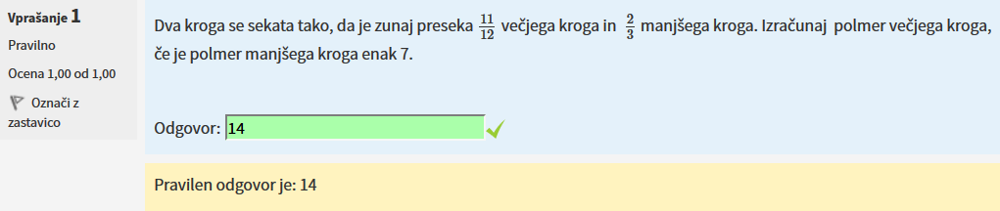 Vprašanje 1
Pravilno
Ocena 1,00 od 1,00
Označi z
zastavico
Dva kroga se sekata tako, da je zunaj preseka 11/12 večjega kroga in 2/3 manjšega kroga. Izračunaj polmer večjega kroga,
če je polmer manjšega kroga enak 7.
Odgovor: 14
Pravilen odgovor je: 14